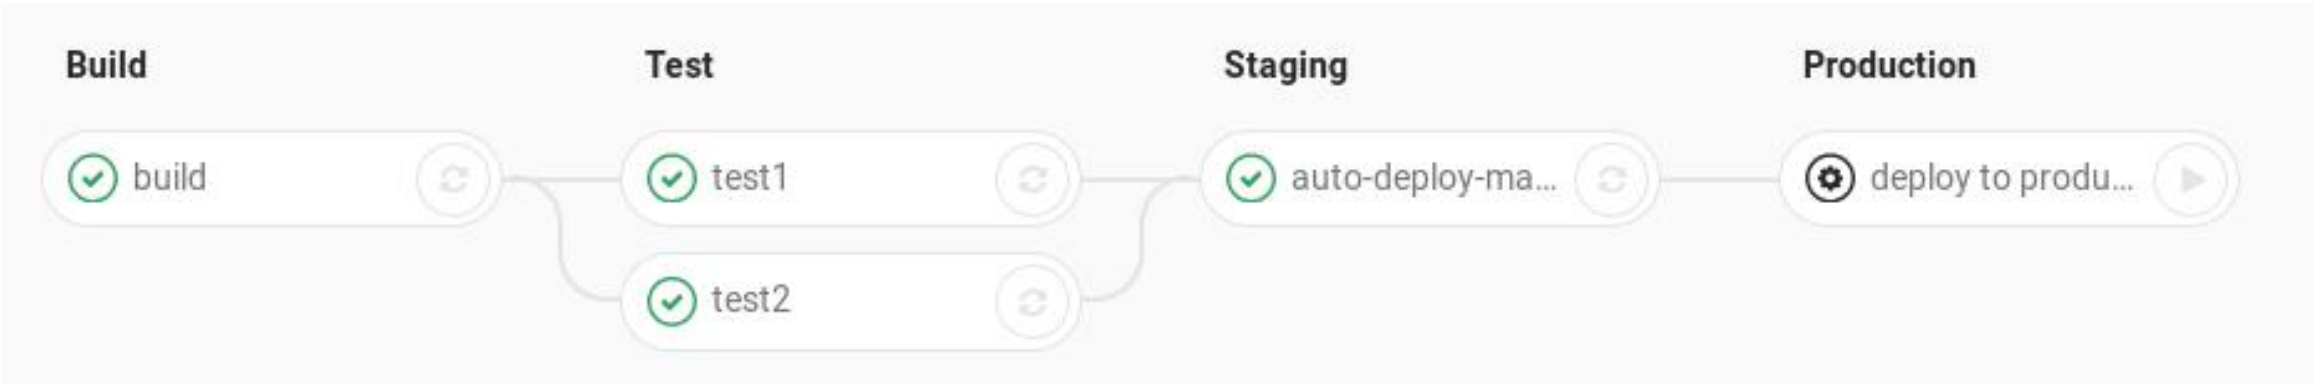 Build
Test
Staging
Production
build
test1
auto-deploy-ma...
deploy to produ...
test2